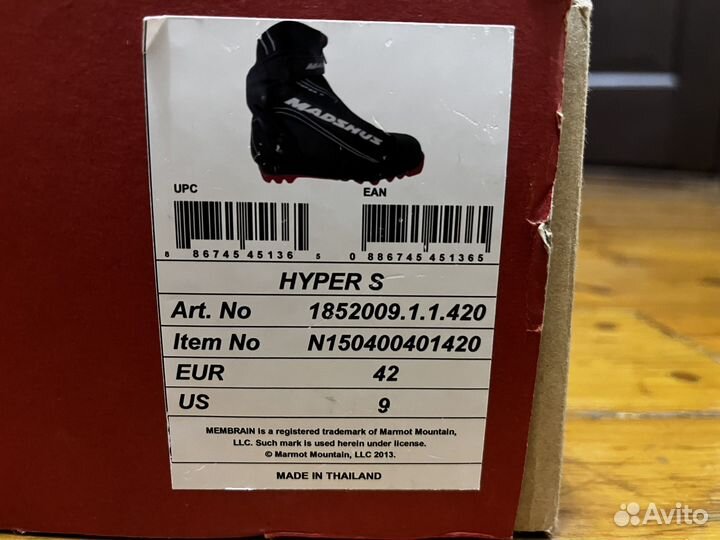 MADSHUS
UPC
EAN
8 86745 45136 5
0 886745 451365
HYPER S
Art. No 1852009.1.1.420
Item No N150400401420
EUR 42
US 9
MEMBRAIN is a registered trademark of Marmot Mountain,
LLC. Such mark is used herein under license.
© Marmot Mountain, LLC 2013.
MADE IN THAILAND
Avito